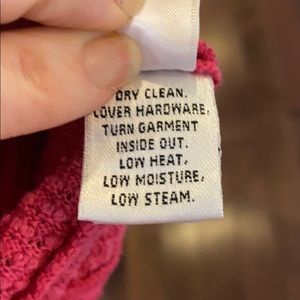 DRY CLEAN.
COVER HARDWARE,
TURN GARMENT
INSIDE OUT.
LOW HEAT,
LOW MOISTURE,
LOW STEAM.